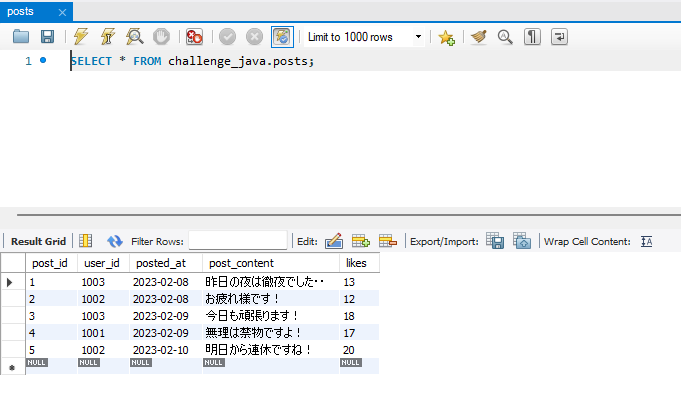 posts ×
Limit to 1000 rows
1 SELECT * FROM challenge_java.posts;
Result Grid Filter Rows: Edit: Export/Import: Wrap Cell Content:
post_id user_id posted_at post_content likes
1 1003 2023-02-08 昨日の夜は徹夜でした・・ 13
2 1002 2023-02-08 お疲れ様です！ 12
3 1003 2023-02-09 今日も頑張ります！ 18
4 1001 2023-02-09 無理は禁物ですよ！ 17
5 1002 2023-02-10 明日から連休ですね！ 20
NULL NULL NULL NULL NULL